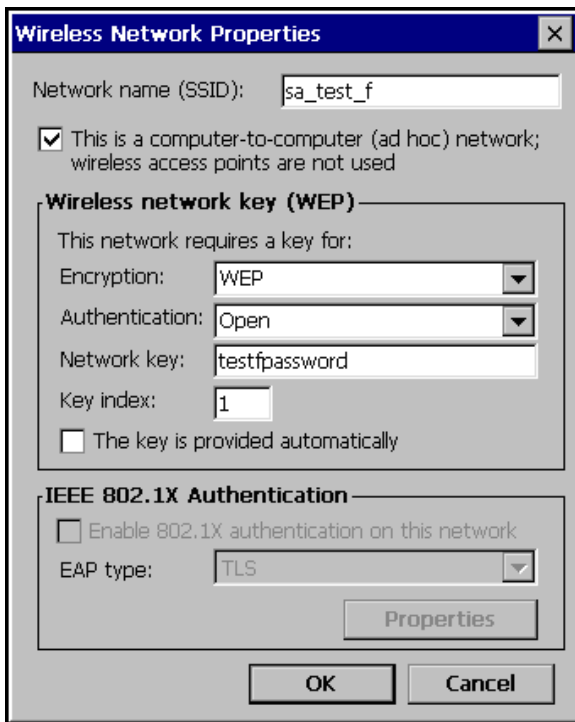 Wireless Network Properties
Network name (SSID): sa_test_f
This is a computer-to-computer (ad hoc) network;
wireless access points are not used
Wireless network key (WEP)
This network requires a key for:
Encryption: WEP
Authentication: Open
Network key: testfpassword
Key index: 1
The key is provided automatically
IEEE 802.1X Authentication
Enable 802.1X authentication on this network
EAP type: TLS
Properties
OK Cancel